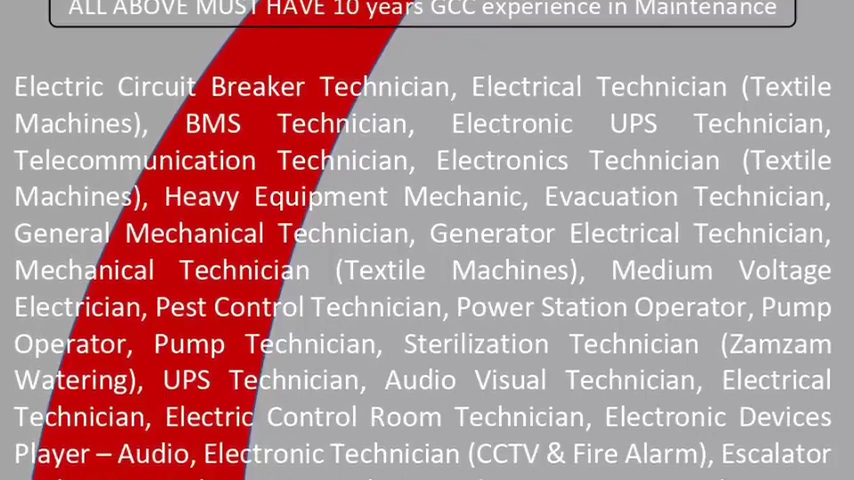 ALL ABOVE MUST HAVE 10 years GCC experience in Maintenance
Electric Circuit Breaker Technician, Electrical Technician (Textile
Machines), BMS Technician, Electronic UPS Technician,
Telecommunication Technician, Electronics Technician (Textile
Machines), Heavy Equipment Mechanic, Evacuation Technician,
General Mechanical Technician, Generator Electrical Technician,
Mechanical Technician (Textile Machines), Medium Voltage
Electrician, Pest Control Technician, Power Station Operator, Pump
Operator, Pump Technician, Sterilization Technician (Zamzam
Watering), UPS Technician, Audio Visual Technician, Electrical
Technician, Electric Control Room Technician, Electronic Devices
Player – Audio, Electronic Technician (CCTV & Fire Alarm), Escalator